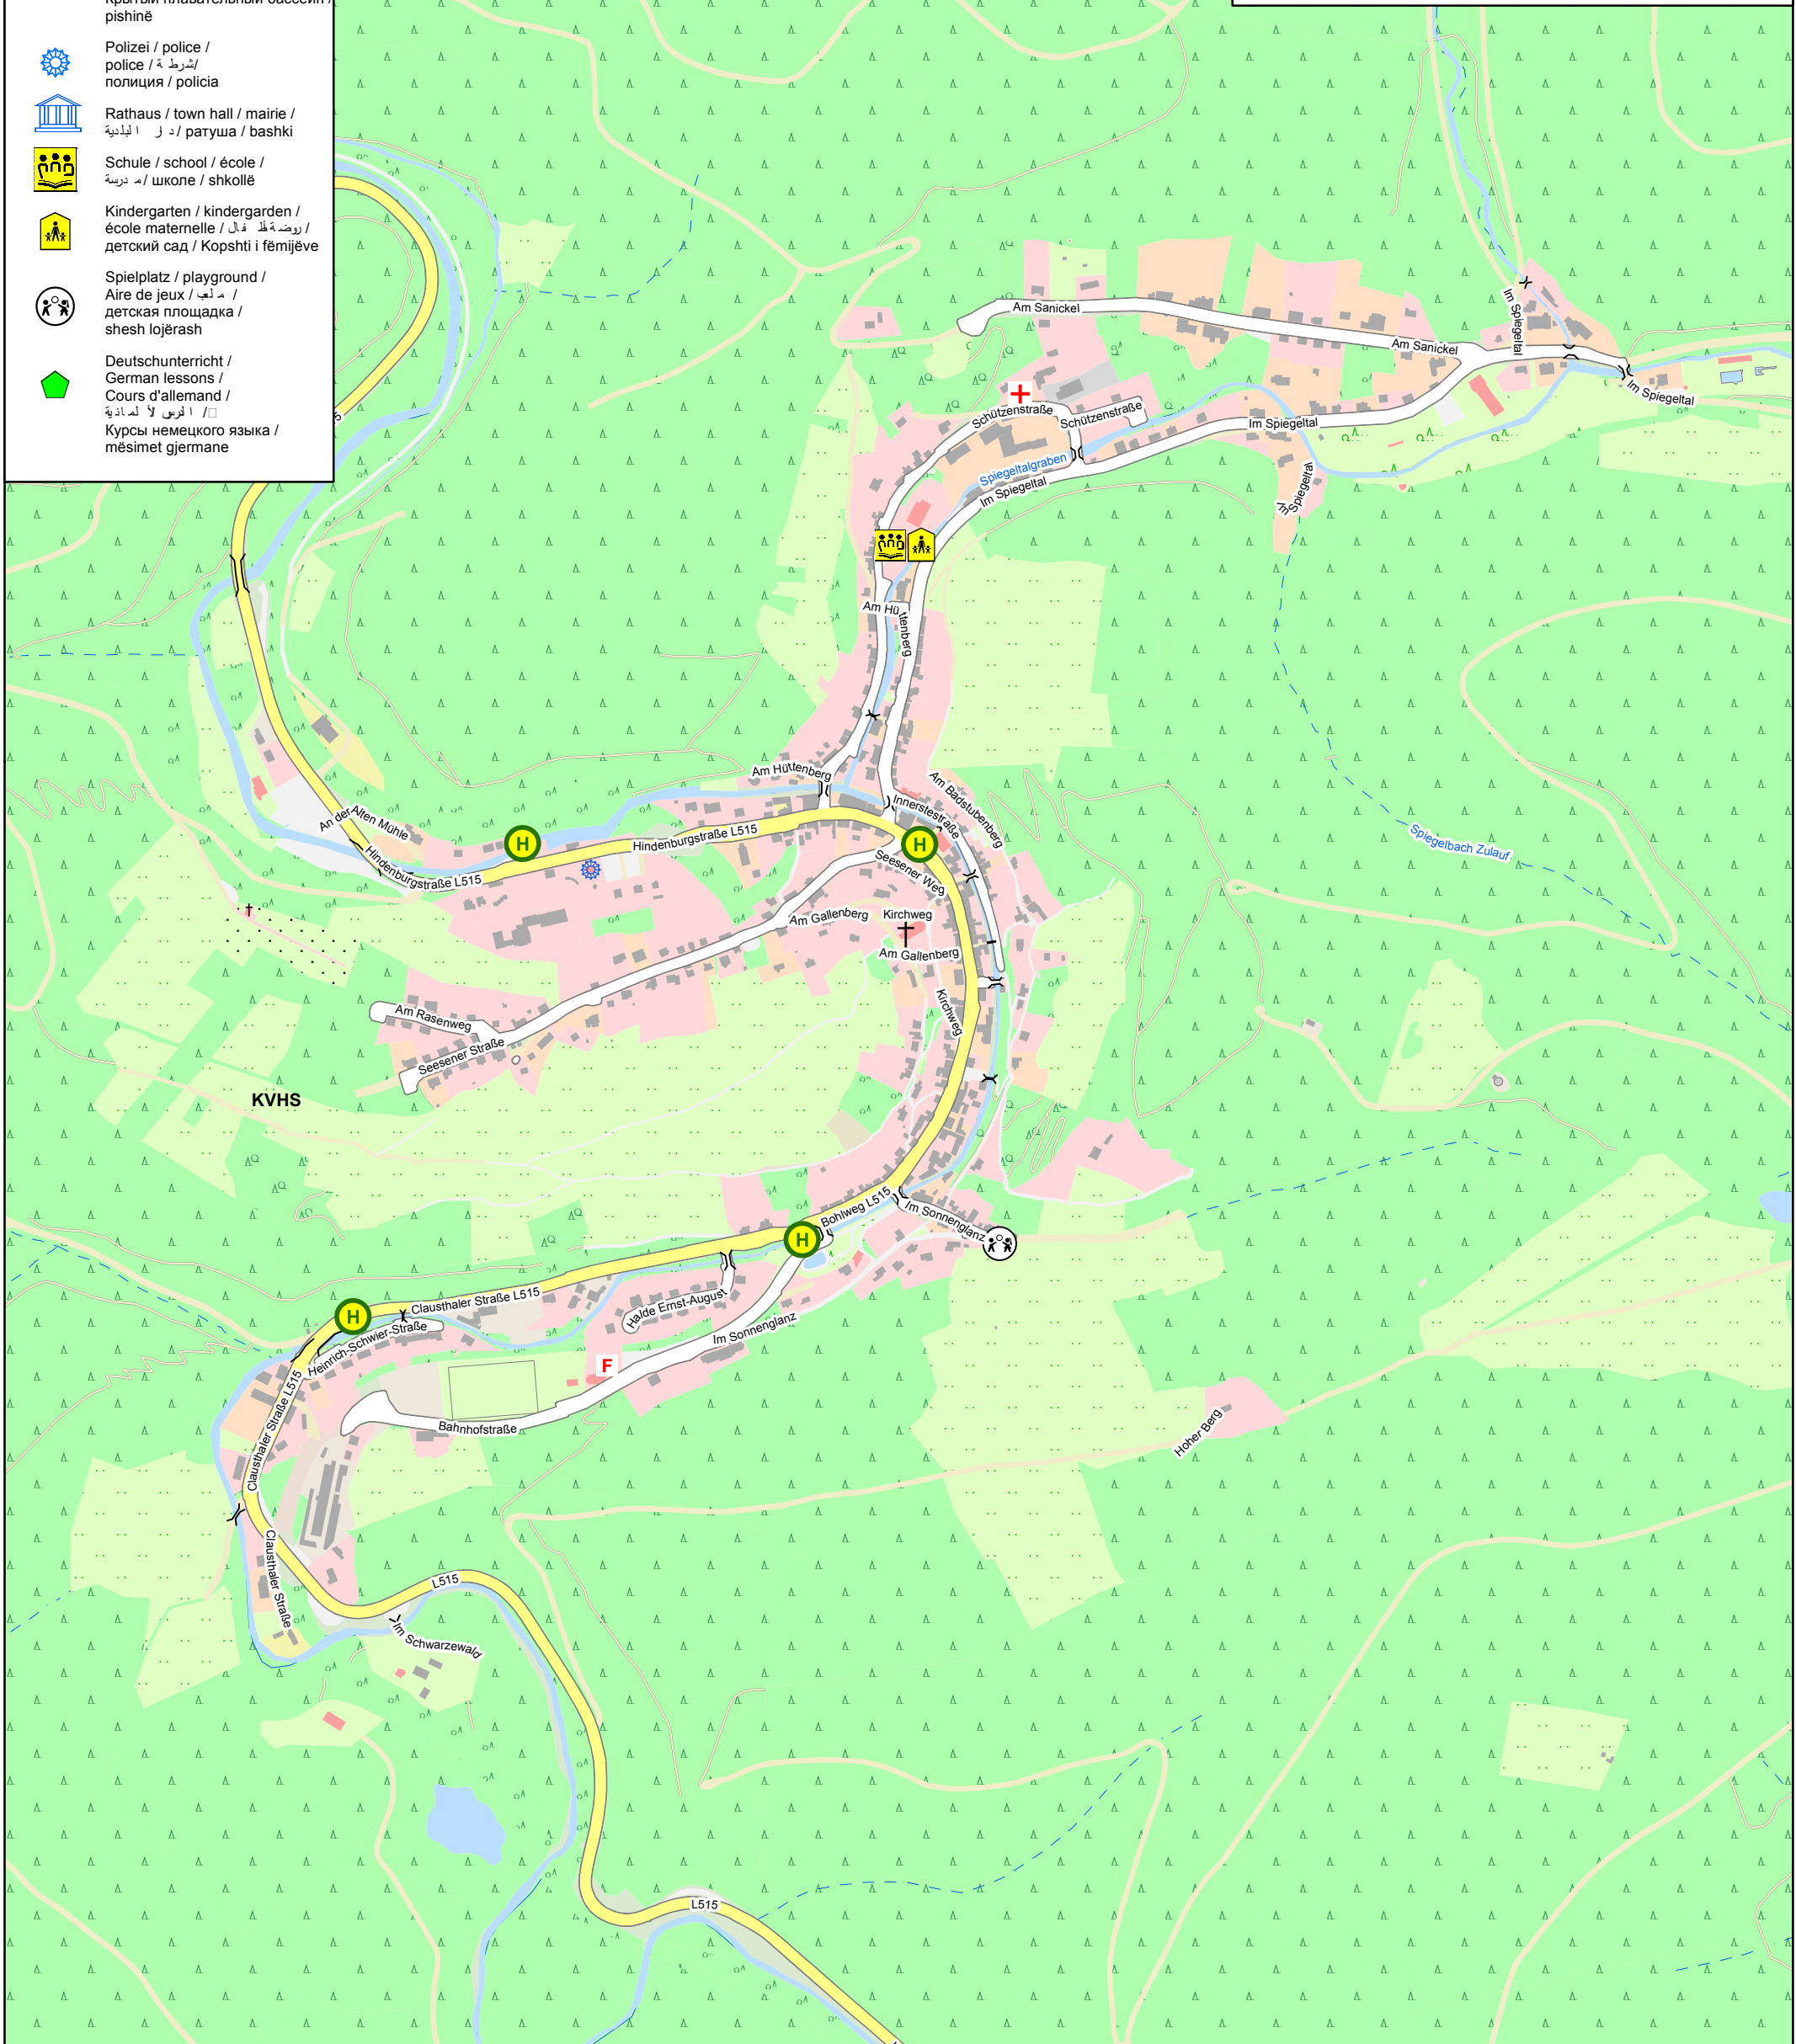 pishinë
Polizei / police /
police / شرطة /
полиция / policia
Rathaus / town hall / mairie /
دار البلدية / ратуша / bashki
Schule / school / école /
مدرسة / школе / shkollë
Kindergarten / kindergarden /
école maternelle /
детский сад / Kopshti i fëmijëve
Spielplatz / playground /
Aire de jeux / ملعب /
детская площадка /
shesh lojërash
Deutschunterricht /
German lessons /
Cours d'allemand /
Курсы немецкого языка /
mësimet gjermane
Am Sanickel
Am Sanickel
Im Spiegeltal
Im Spiegeltal
Schützenstraße
Schützenstraße
Im Spiegeltal
Spiegeltalgraben
Im Spiegeltal
Im Spiegeltal
Am Hüttenberg
Am Hüttenberg
Am Badstubenberg
Innerstestraße
An der Alten Mühle
H
Hindenburgstraße L515
H
Hindenburgstraße L515
Seesener Weg
Spiegelbach Zulauf
Am Gallenberg
Kirchweg
Am Gallenberg
Kirchweg
Am Rasenweg
Seesener Straße
KVHS
Bohlweg L515
Im Sonnenglanz
H
Clausthaler Straße L515
Halde Ernst-August
H
Heinrich-Schwier-Straße
Im Sonnenglanz
F
Clausthaler Straße L515
Bahnhofstraße
Hoher Berg
Clausthaler Straße
L515
Im Schwarzewald
L515